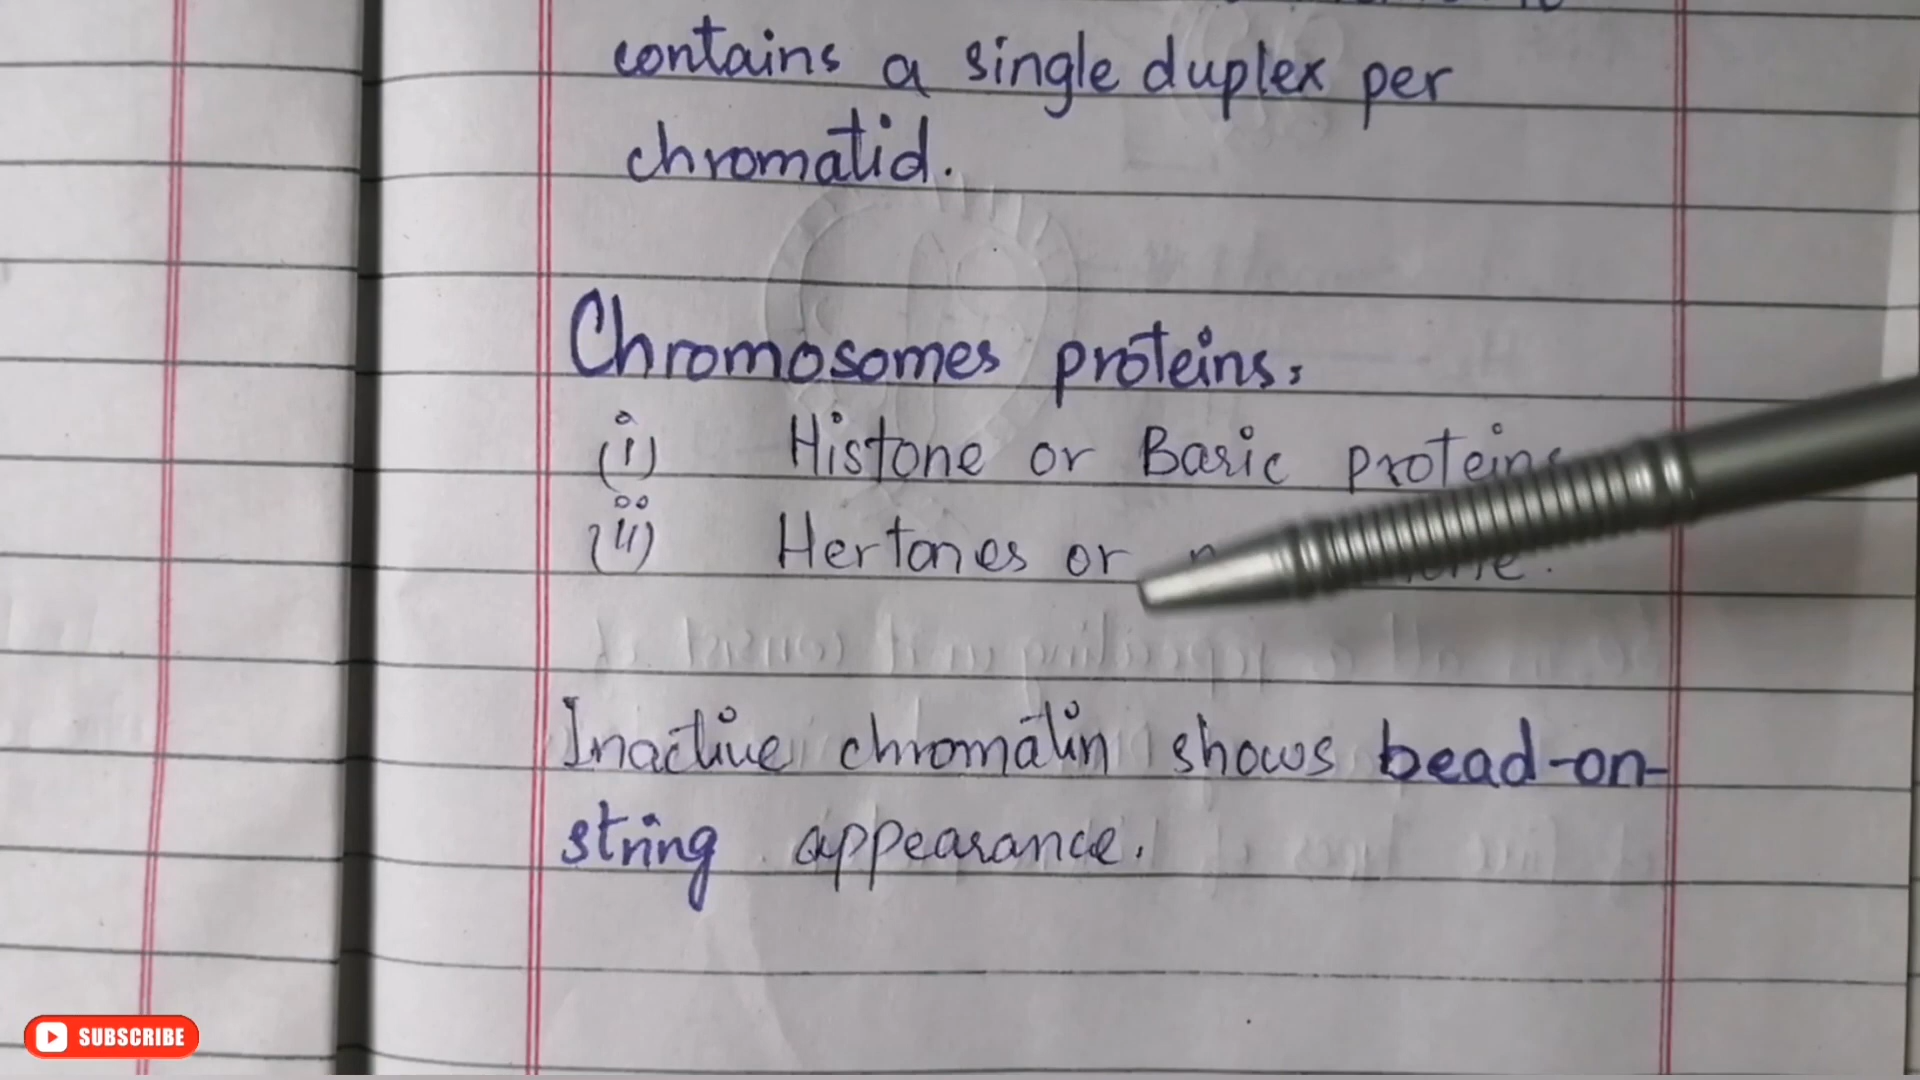 contains a single duplex per
chromatid.
Chromosomes proteins.
(i) Histone or Basic proteins
(ii) Hertones or
Inactive chromatin shows bead-on-
string appearance.
SUBSCRIBE